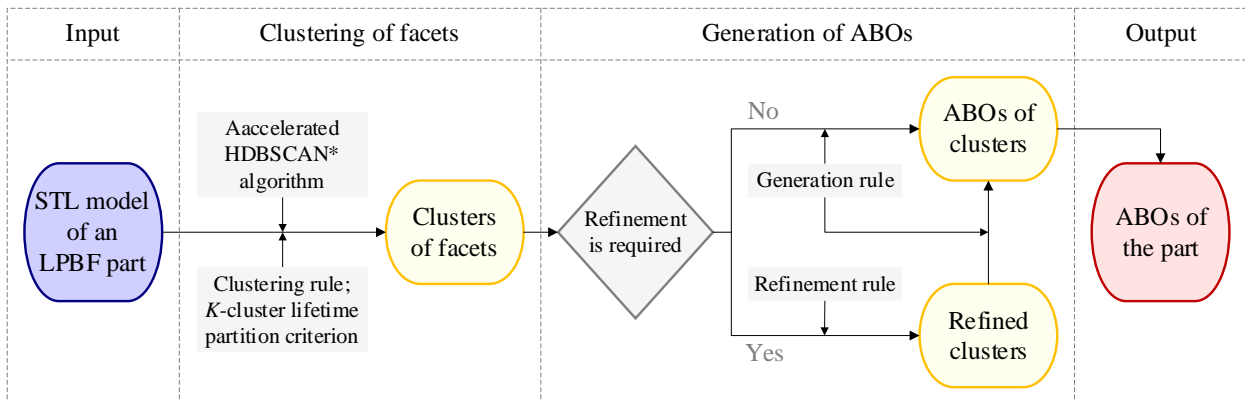 Input
Clustering of facets
Generation of ABOs
Output
STL model
of an
LPBF part
Aaccelerated
HDBSCAN*
algorithm
Clustering rule;
K-cluster lifetime
partition criterion
Clusters
of facets
Refinement
is required
No
Yes
Generation rule
Refinement rule
ABOs of
clusters
Refined
clusters
ABOs of
the part